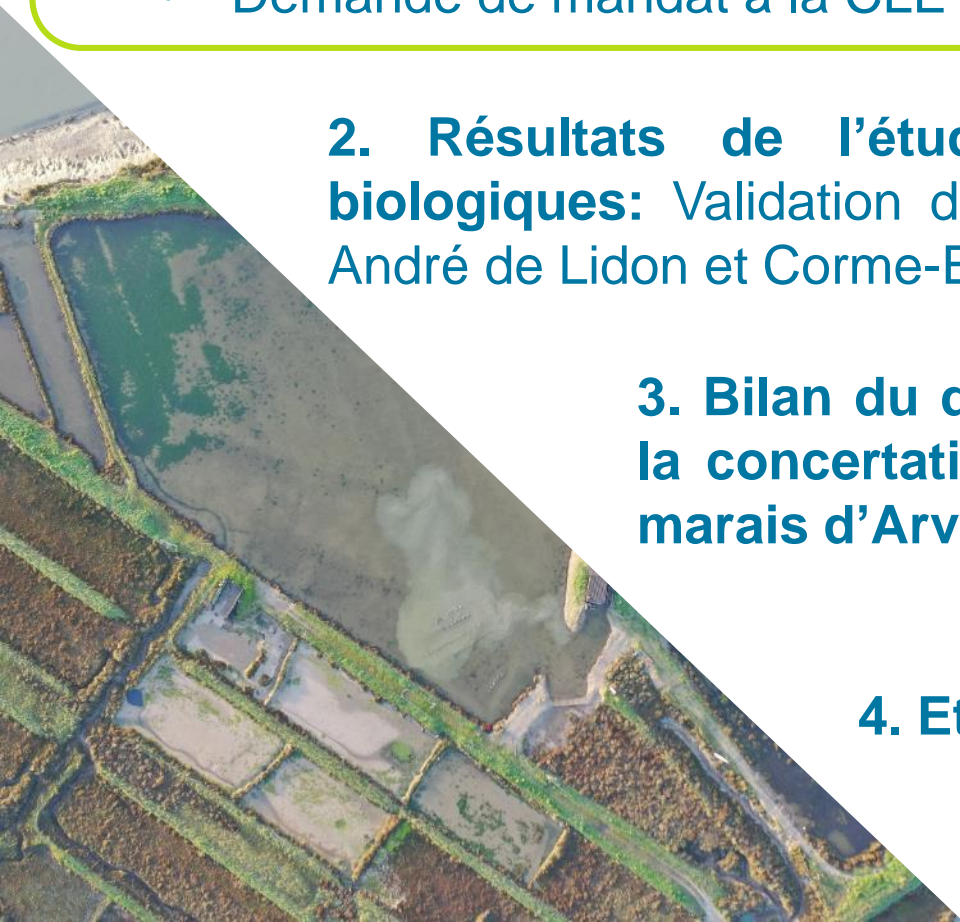 Demande de mandat à la CLE
2. Résultats de l'étud
biologiques: Validation d
André de Lidon et Corme-E
3. Bilan du d
la concertati
marais d'Arv
4. Et